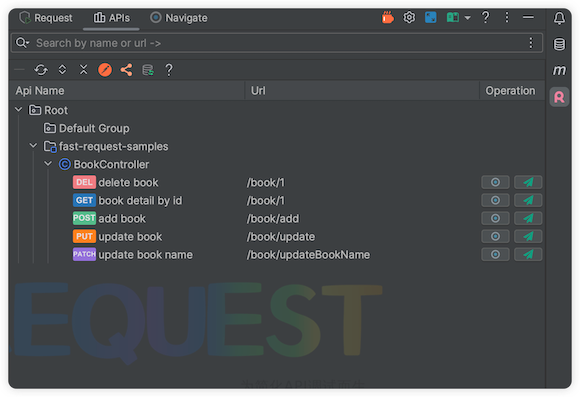 Request APIs Navigate
Search by name or url ->
Api Name Url Operation
Root
Default Group
fast-request-samples
BookController
DEL delete book /book/1
GET book detail by id /book/1
POST add book /book/add
PUT update book /book/update
PATCH update book name /book/updateBookName
EQUEST